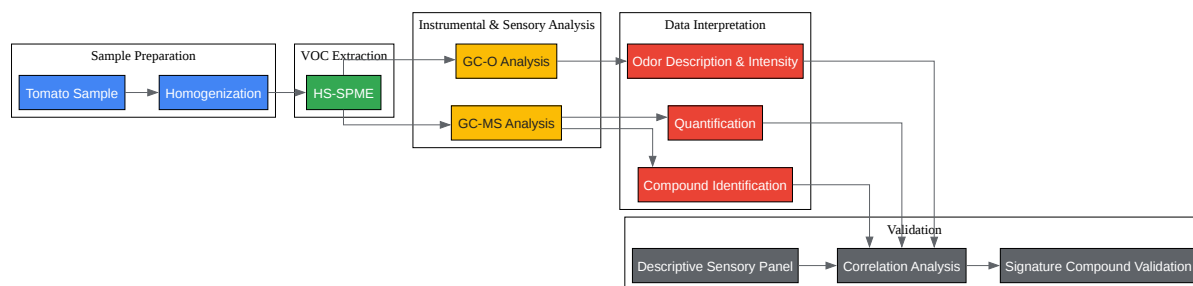 Sample Preparation
Tomato Sample
Homogenization
VOC Extraction
HS-SPME
Instrumental & Sensory Analysis
GC-O Analysis
GC-MS Analysis
Data Interpretation
Odor Description & Intensity
Quantification
Compound Identification
Validation
Descriptive Sensory Panel
Correlation Analysis
Signature Compound Validation